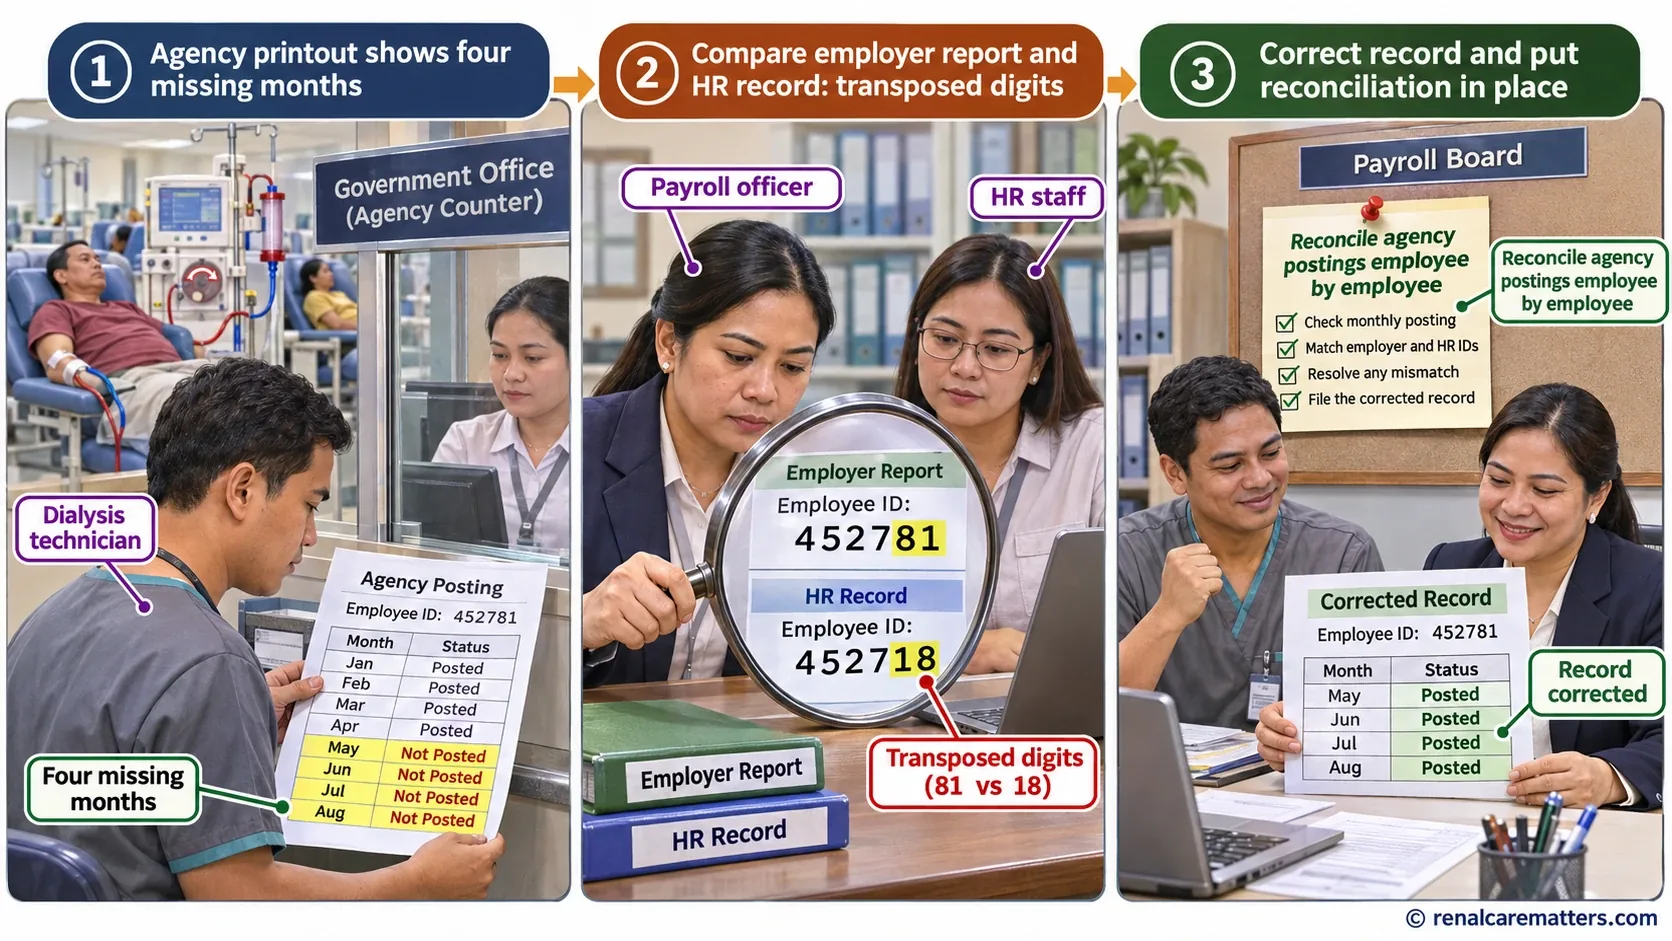 1 Agency printout shows four
missing months
Government Office
(Agency Counter)
Dialysis
technician
Agency Posting
Employee ID: 452781
Month Status
Jan Posted
Feb Posted
Mar Posted
Apr Posted
May Not Posted
Jun Not Posted
Jul Not Posted
Aug Not Posted
Four missing
months
2 Compare employer report and
HR record: transposed digits
Payroll officer
HR staff
Employer Report
Employee ID:
452781
HR Record
Employee ID:
452718
Transposed digits
(81 vs 18)
Employer Report
HR Record
3 Correct record and put
reconciliation in place
Payroll Board
Reconcile agency
postings employee
by employee
Check monthly posting
Match employer and HR IDs
Resolve any mismatch
File the corrected record
Reconcile agency
postings employee
by employee
Corrected Record
Employee ID: 452781
Month Status
May Posted
Jun Posted
Jul Posted
Aug Posted
Record
corrected
© renalcarematters.com